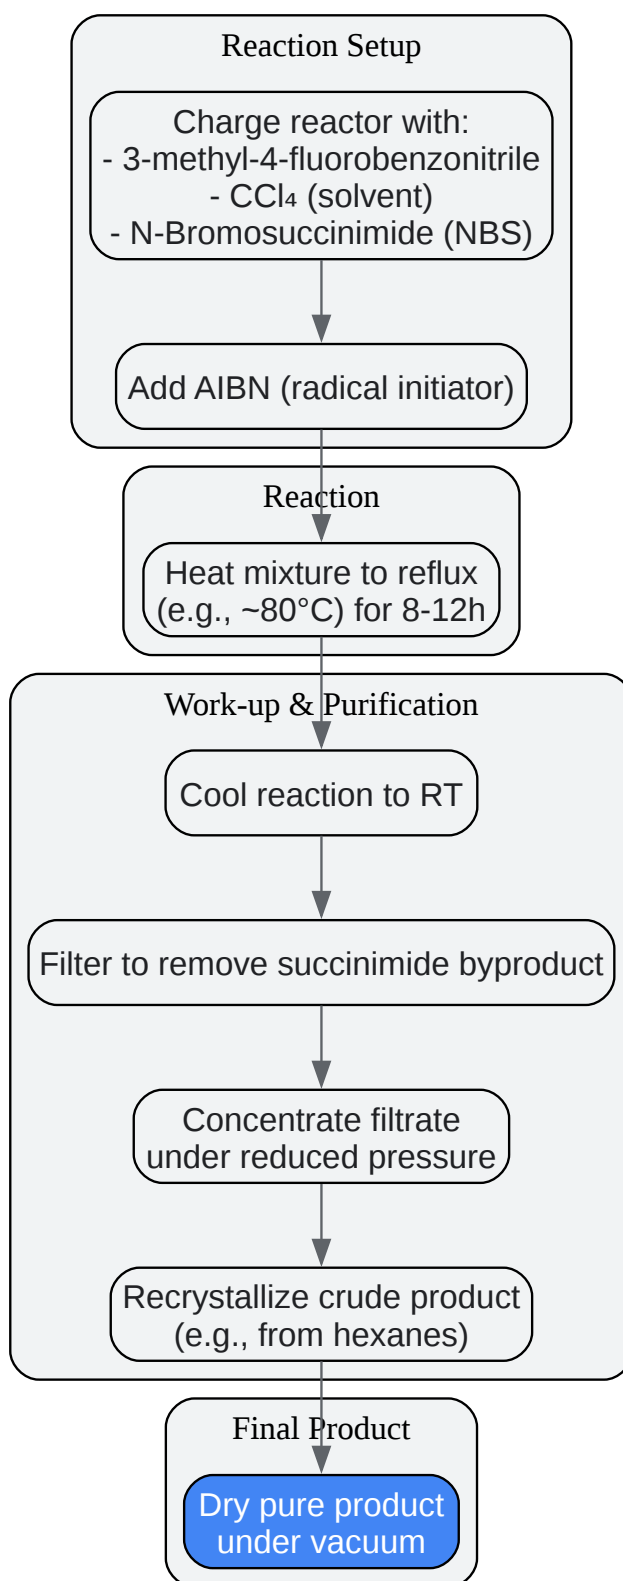 Reaction Setup
Charge reactor with:
- 3-methyl-4-fluorobenzonitrile
- CCl₄ (solvent)
- N-Bromosuccinimide (NBS)
Add AIBN (radical initiator)
Reaction
Heat mixture to reflux
(e.g., ~80°C) for 8-12h
Work-up & Purification
Cool reaction to RT
Filter to remove succinimide byproduct
Concentrate filtrate
under reduced pressure
Recrystallize crude product
(e.g., from hexanes)
Final Product
Dry pure product
under vacuum